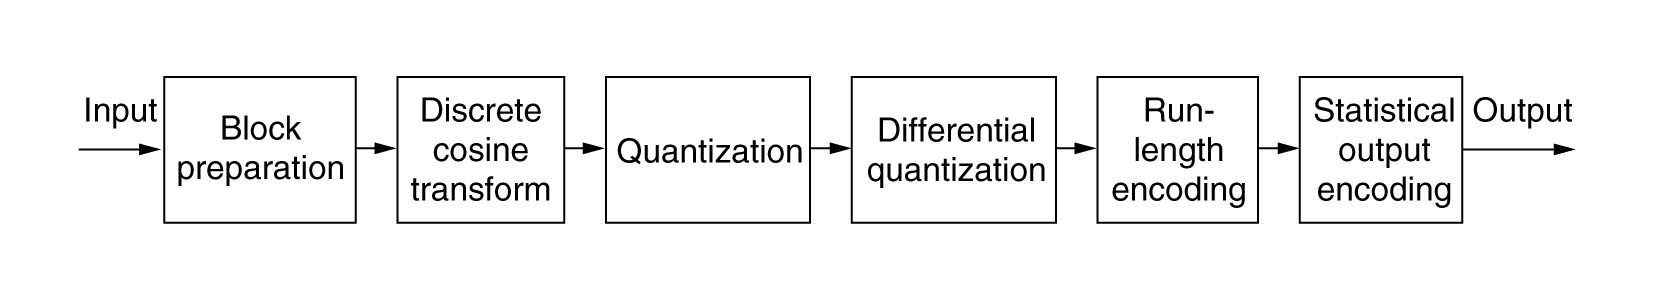 Input
Block
preparation
Discrete
cosine
transform
Quantization
Differential
quantization
Run-
length
encoding
Statistical
output
encoding
Output